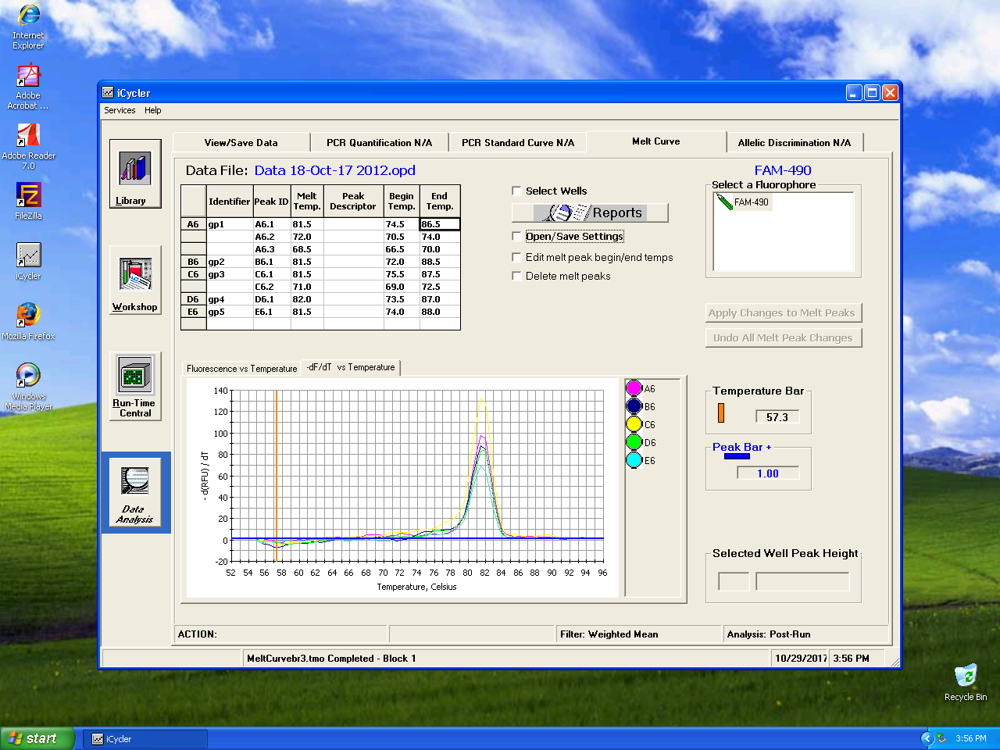 Internet
Explorer
Adobe
Acrobat ...
Adobe Reader
7.0
FileZilla
iCycler
Mozilla Firefox
Windows
Media Player
iCycler
Services Help
Library
Workshop
Run-Time
Central
Data
Analysis
View/Save Data PCR Quantification N/A PCR Standard Curve N/A Melt Curve Allelic Discrimination N/A
Data File: Data 18-Oct-17 2012.opd
Identifier Peak ID Melt Temp. Peak Descriptor Begin Temp. End Temp.
A6 gp1 A6.1 81.5 74.5 86.5
A6.2 72.0 70.5 74.0
A6.3 68.5 66.5 70.0
B6 gp2 B6.1 81.5 72.0 88.5
C6 gp3 C6.1 81.5 75.5 87.5
C6.2 71.0 69.0 72.5
D6 gp4 D6.1 82.0 73.5 87.0
E6 gp5 E6.1 81.5 74.0 88.0
Select Wells
Reports
Open/Save Settings
Edit melt peak begin/end temps
Delete melt peaks
FAM-490
Select a Fluorophore
FAM-490
Apply Changes to Melt Peaks
Undo All Melt Peak Changes
Fluorescence vs Temperature -dF/dT vs Temperature
140
120
100
80
60
40
20
0
-20
- d(RFU) / dT
52 54 56 58 60 62 64 66 68 70 72 74 76 78 80 82 84 86 88 90 92 94 96
Temperature, Celsius
A6
B6
C6
D6
E6
Temperature Bar
57.3
Peak Bar +
1.00
Selected Well Peak Height
ACTION: Filter: Weighted Mean Analysis: Post-Run
MeltCurvebr3.tmo Completed - Block 1 10/29/2017 3:56 PM
Recycle Bin
start iCycler 3:56 PM